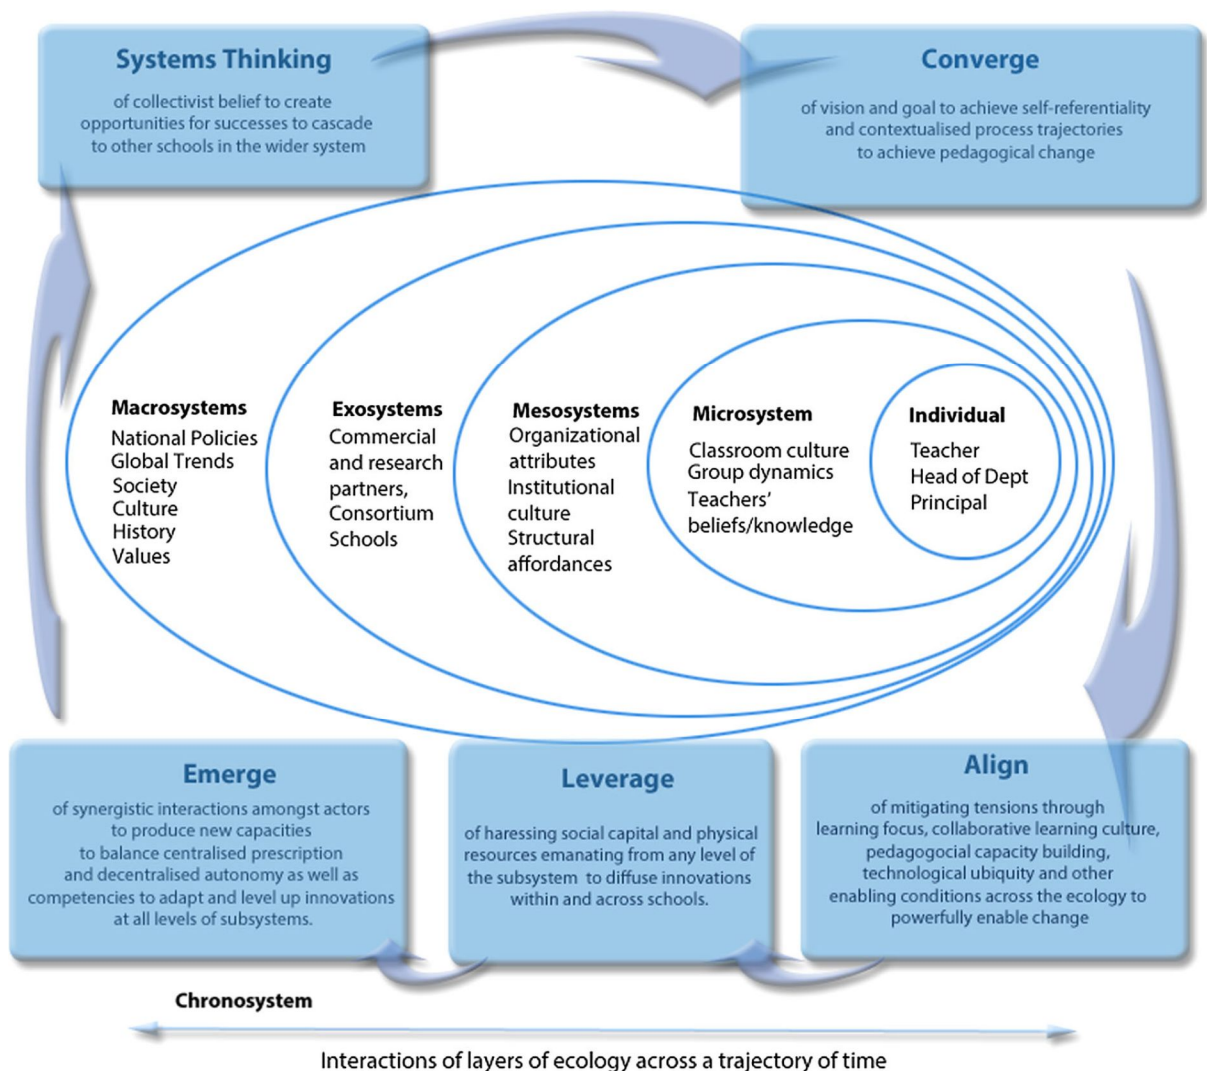 Systems Thinking
of collectivist belief to create
opportunities for successes to cascade
to other schools in the wider system
Converge
of vision and goal to achieve self-referentiality
and contextualised process trajectories
to achieve pedagogical change
Macrosystems
National Policies
Global Trends
Society
Culture
History
Values
Exosystems
Commercial
and research
partners,
Consortium
Schools
Mesosystems
Organizational
attributes
Institutional
culture
Structural
affordances
Microsystem
Classroom culture
Group dynamics
Teachers'
beliefs/knowledge
Individual
Teacher
Head of Dept
Principal
Emerge
of synergistic interactions amongst actors
to produce new capacities
to balance centralised prescription
and decentralised autonomy as well as
competencies to adapt and level up innovations
at all levels of subsystems.
Leverage
of haressing social capital and physical
resources emanating from any level of
the subsystem to diffuse innovations
within and across schools.
Align
of mitigating tensions through
learning focus, collaborative learning culture,
pedagogocial capacity building,
technological ubiquity and other
enabling conditions across the ecology to
powerfully enable change
Chronosystem
Interactions of layers of ecology across a trajectory of time